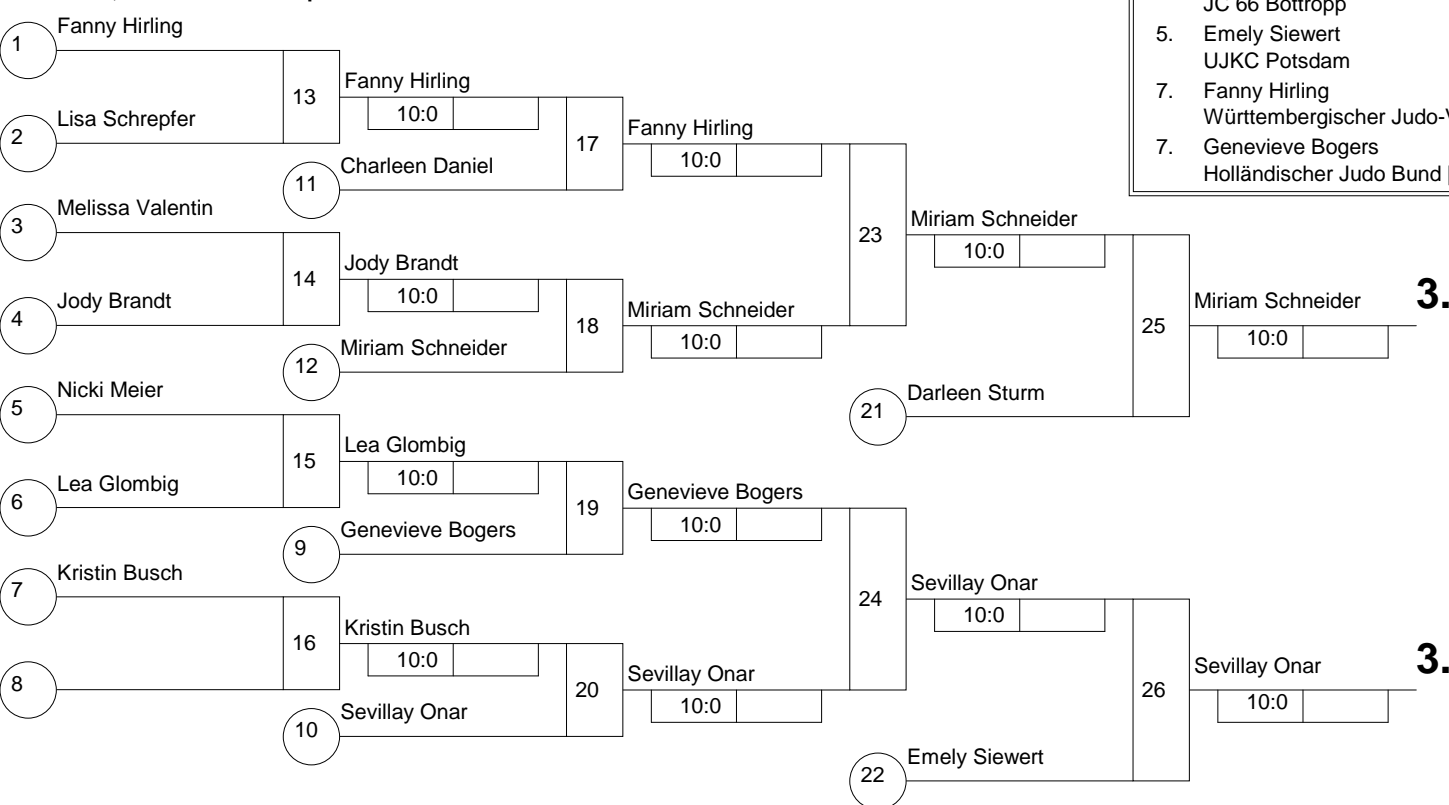 1
Fanny Hirling
2
Lisa Schrepfer
3
Melissa Valentin
4
Jody Brandt
5
Nicki Meier
6
Lea Glombig
7
Kristin Busch
8
13
Fanny Hirling
10:0
11
Charleen Daniel
14
Jody Brandt
10:0
12
Miriam Schneider
15
Lea Glombig
10:0
9
Genevieve Bogers
16
Kristin Busch
10:0
10
Sevillay Onar
17
Fanny Hirling
10:0
18
Miriam Schneider
10:0
19
Genevieve Bogers
10:0
20
Sevillay Onar
10:0
23
Miriam Schneider
10:0
21
Darleen Sturm
24
Sevillay Onar
10:0
22
Emely Siewert
25
Miriam Schneider 3.
10:0
26
Sevillay Onar 3.
10:0
JC 66 Bottropp
5. Emely Siewert
UJKC Potsdam
7. Fanny Hirling
Württembergischer Judo-
7. Genevieve Bogers
Holländischer Judo Bund